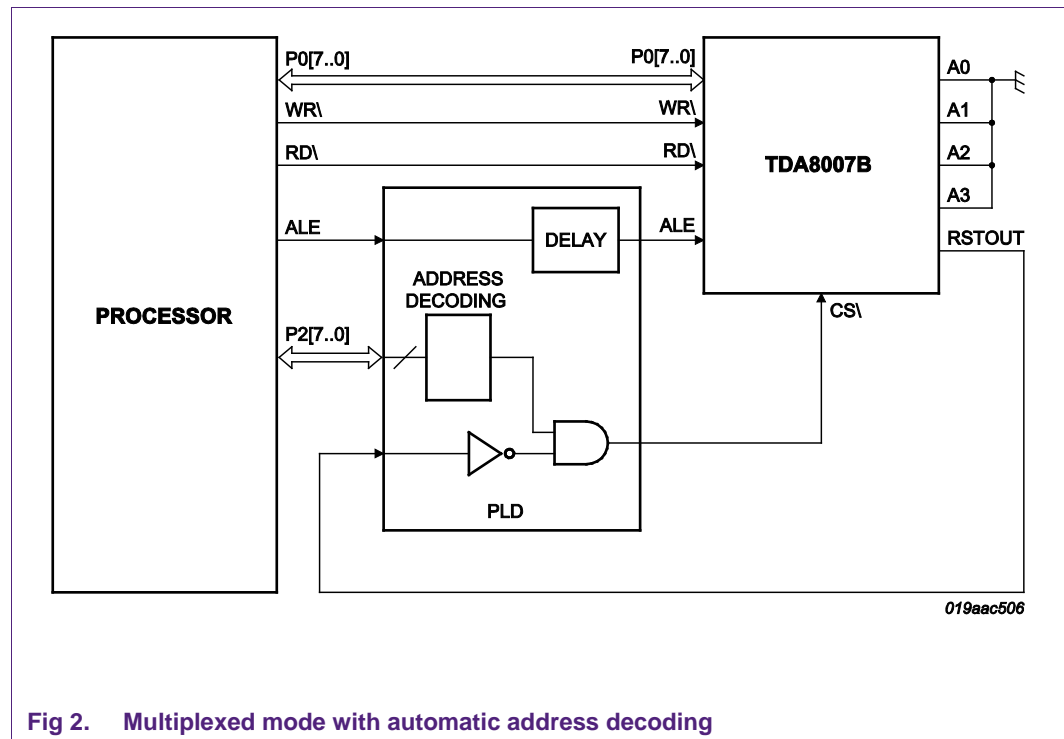 P0[7..0] P0[7..0]
WR\ WR\
RD\ RD\
ALE ALE
PROCESSOR
P2[7..0]
ADDRESS
DECODING
DELAY
PLD
TDA8007B
A0
A1
A2
A3
RSTOUT
CS\
019aac506
Fig 2. Multiplexed mode with automatic address decoding